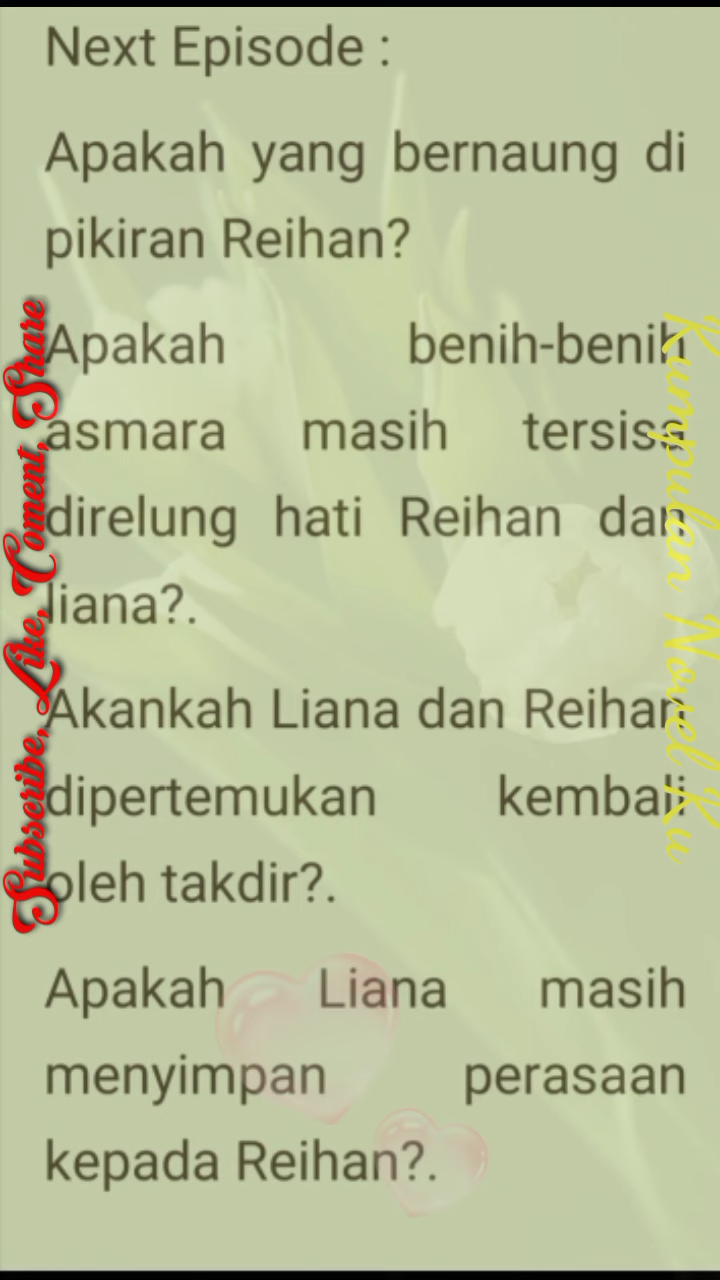 Next Episode :
Apakah yang bernaung di
pikiran Reihan?
Apakah benih-benih
asmara masih tersisa
direlung hati Reihan dan
liana?.
Akankah Liana dan Reihan
dipertemukan kembali
oleh takdir?.
Apakah Liana masih
menyimpan perasaan
kepada Reihan?.
Subscribe, Like, Coment, Share
Kumpulan Novel Ku